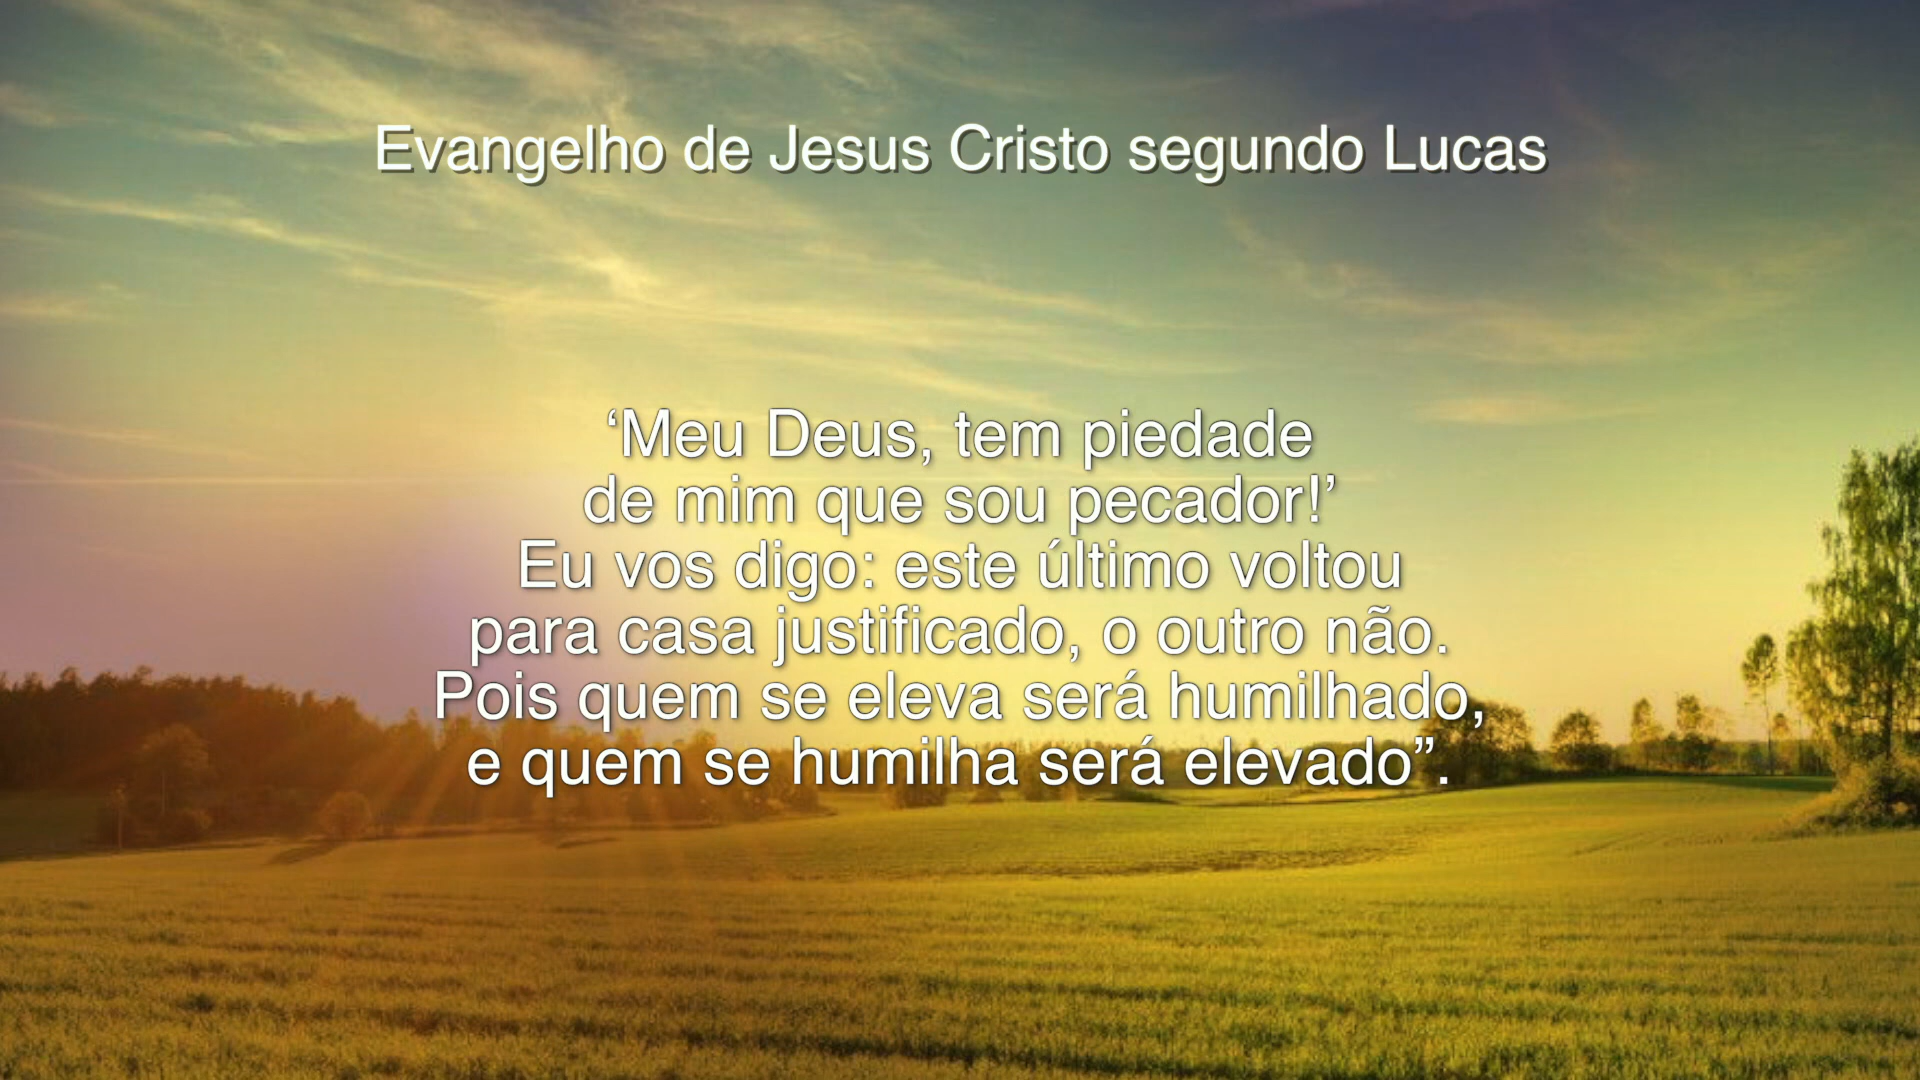 Evangelho de Jesus Cristo segundo Lucas
‘Meu Deus, tem piedade
de mim que sou pecador!’
Eu vos digo: este último voltou
para casa justificado, o outro não.
Pois quem se eleva será humilhado,
e quem se humilha será elevado”.